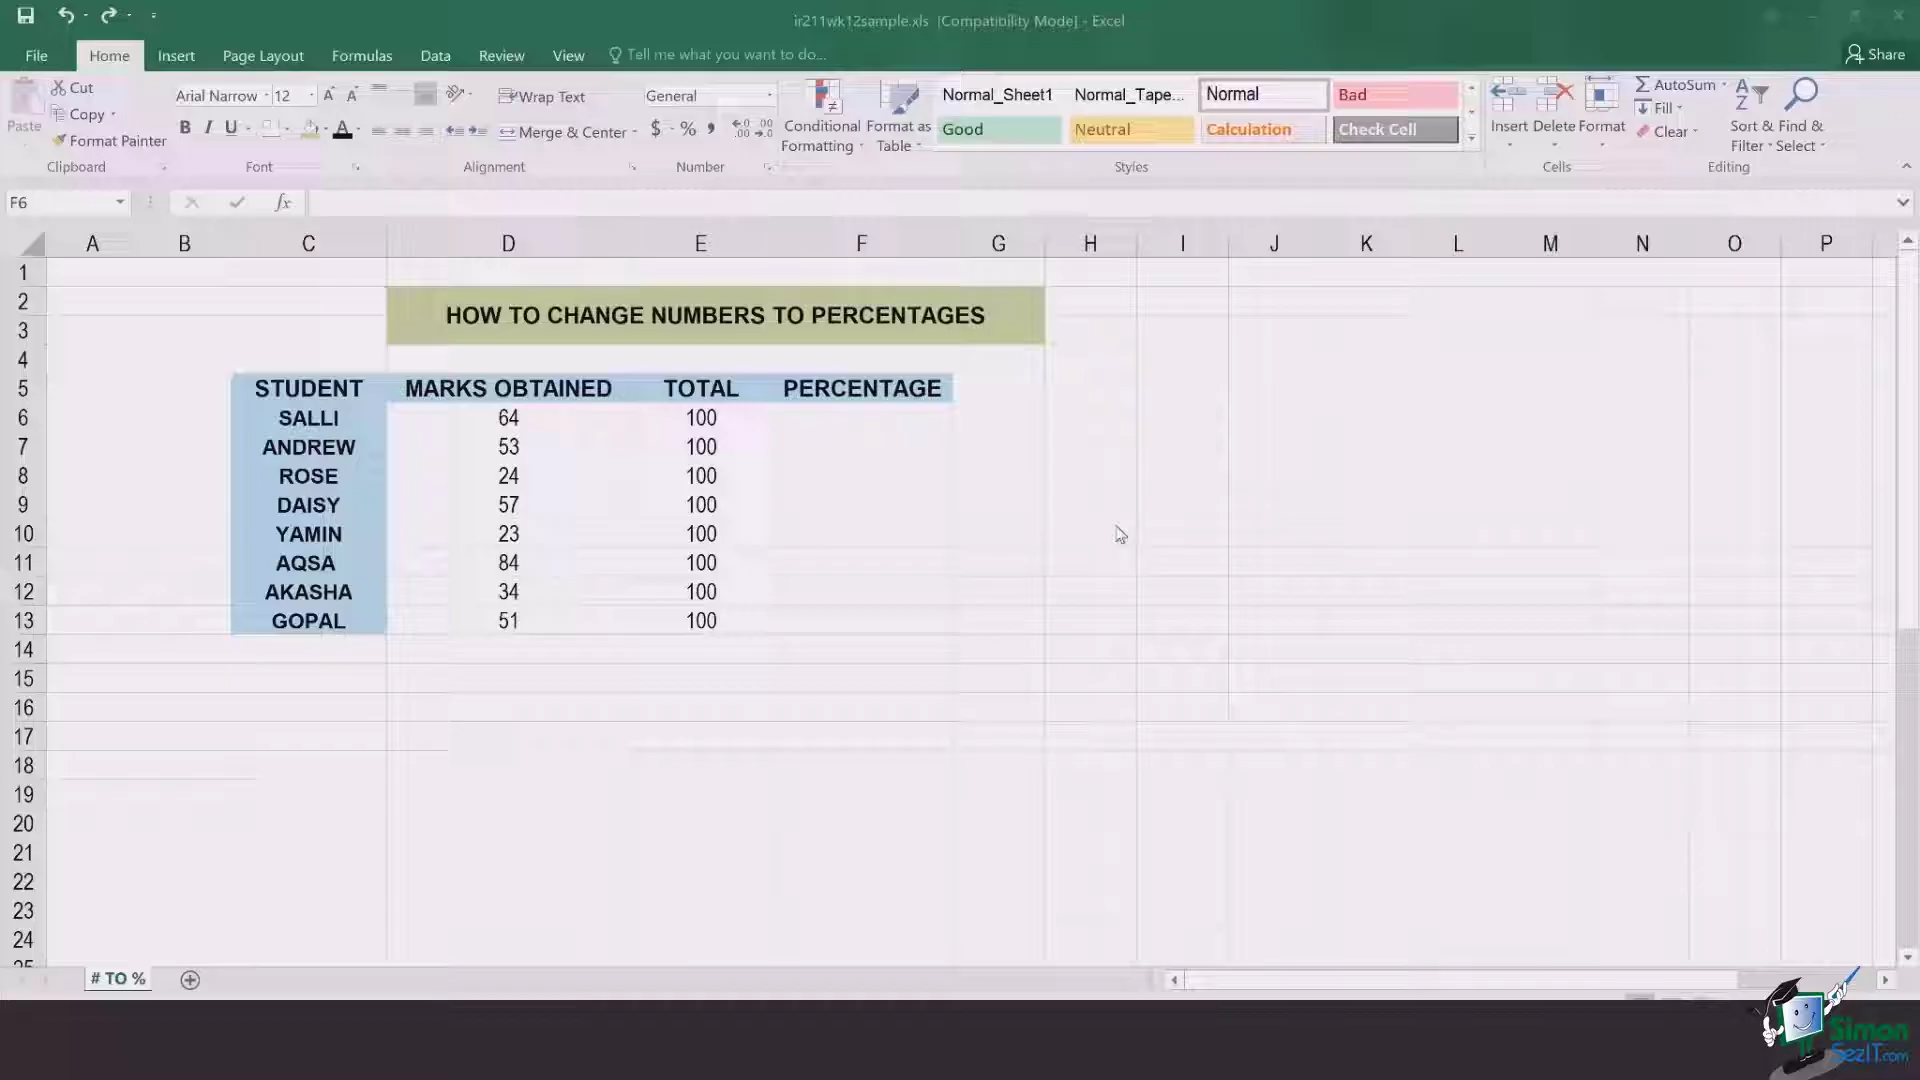 ir211wk12sample.xls [Compatibility Mode] - Excel
File Home Insert Page Layout Formulas Data Review View Tell me what you want to do... Share
Paste Cut Copy Format Painter Clipboard
Arial Narrow 12 A A B I U A Font
Wrap Text Merge & Center Alignment
General $ % , Number
Conditional Formatting Format as Table
Normal_Sheet1 Normal_Tape... Normal Bad
Good Neutral Calculation Check Cell
Styles
Insert Delete Format Cells
AutoSum Fill Clear Sort & Filter Find & Select Editing
F6 fx
A B C D E F G H I J K L M N O P
1
2
HOW TO CHANGE NUMBERS TO PERCENTAGES
3
4
5 STUDENT MARKS OBTAINED TOTAL PERCENTAGE
6 SALLI 64 100
7 ANDREW 53 100
8 ROSE 24 100
9 DAISY 57 100
10 YAMIN 23 100
11 AQSA 84 100
12 AKASHA 34 100
13 GOPAL 51 100
14
15
16
17
18
19
20
21
22
23
24
25
# TO %
Simon
SezIT.com